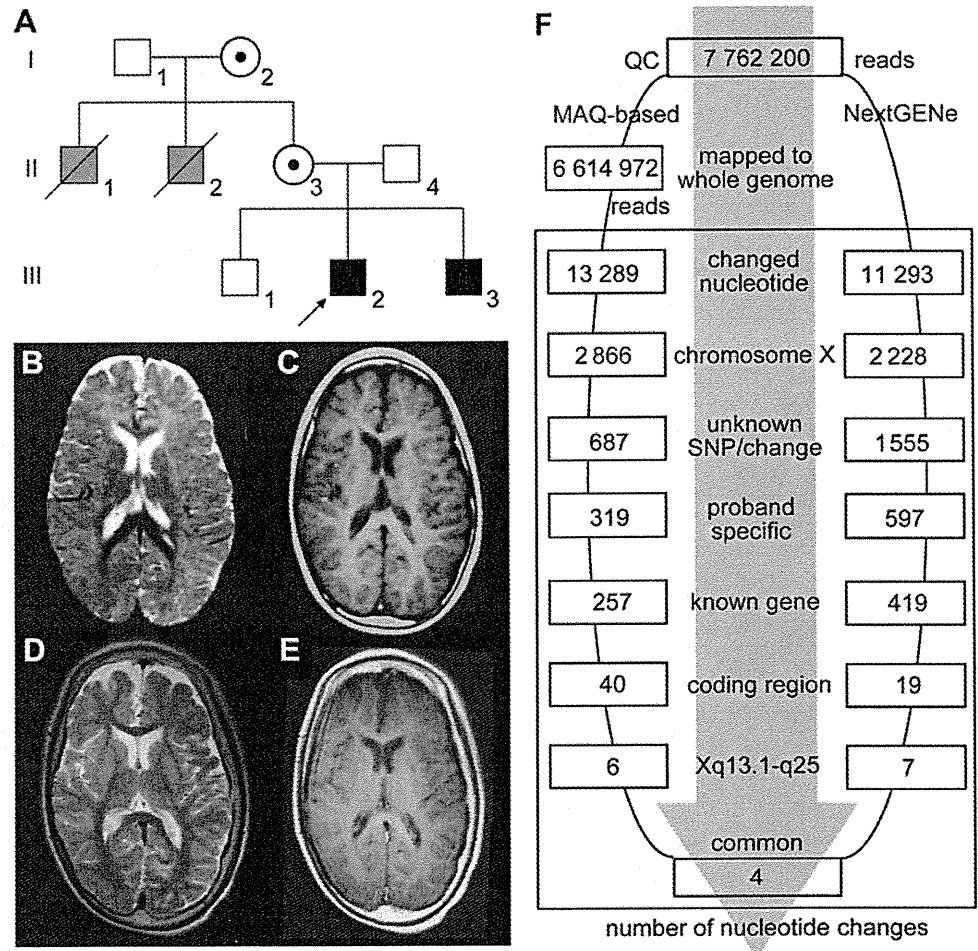 A
I
1
2
II
1
2
3
4
III
1
2
3
B
C
D
E
F
QC 7 762 200 reads
MAQ-based NextGENe
6 614 972 mapped to
whole genome
reads
13 289 changed
nucleotide 11 293
2 866 chromosome X 2 228
687 unknown
SNP/change 1 555
319 proband
specific 597
257 known gene 419
40 coding region 19
6 Xq13.1-q25 7
common
4
number of nucleotide changes